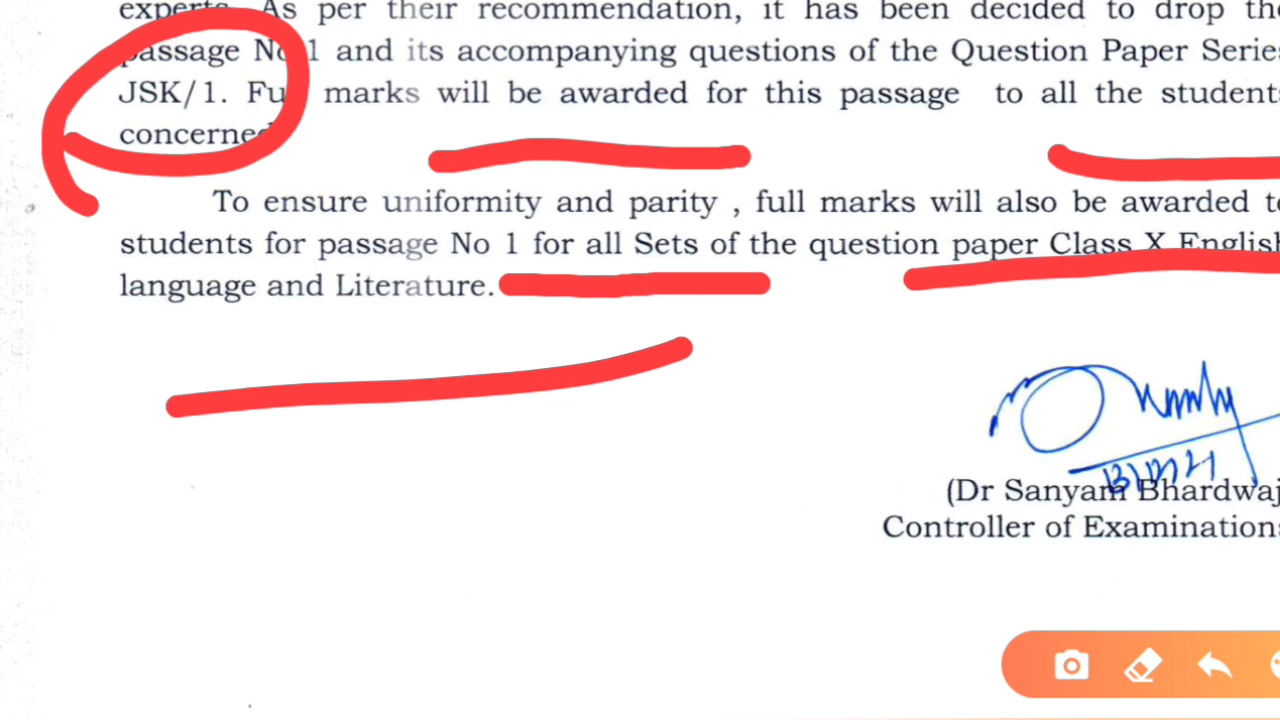 experts. As per their recommendation, it has been decided to drop the
passage No 1 and its accompanying questions of the Question Paper Series
JSK/1. Full marks will be awarded for this passage to all the students
concerned
To ensure uniformity and parity , full marks will also be awarded to
students for passage No 1 for all Sets of the question paper Class X English
language and Literature.
(Dr Sanyam Bhardwaj
Controller of Examinations